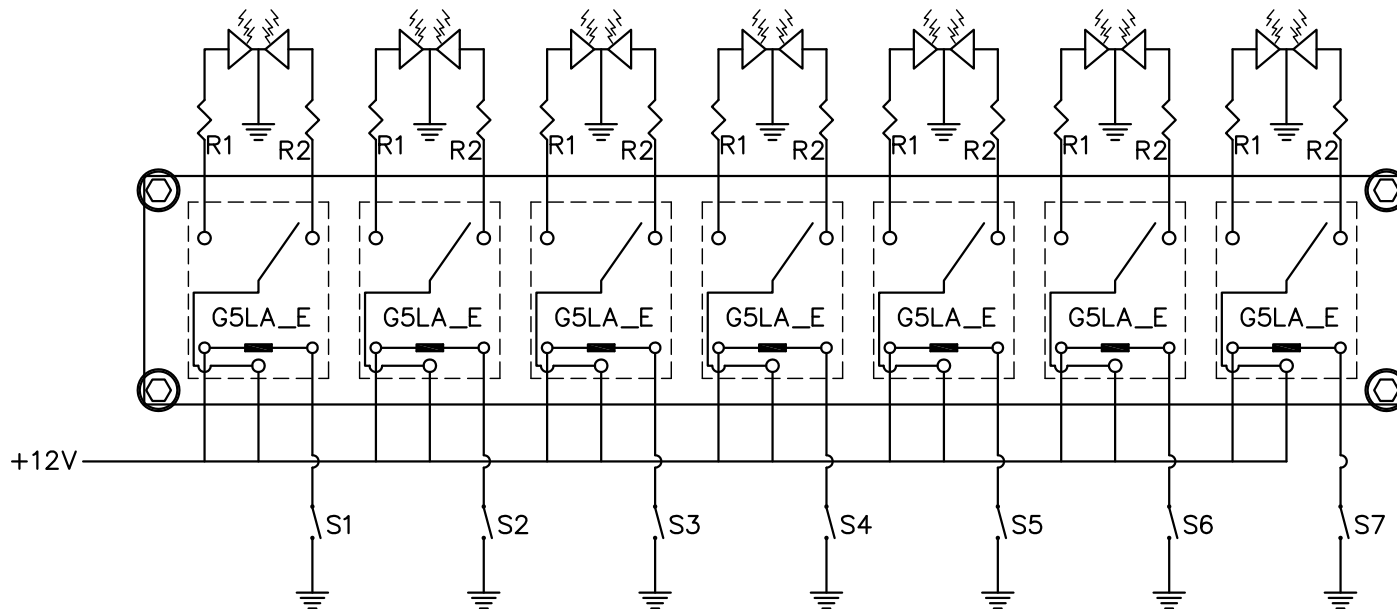 R1 R2 R1 R2 R1 R2 R1 R2 R1 R2 R1 R2 R1 R2
G5LA_E G5LA_E G5LA_E G5LA_E G5LA_E G5LA_E G5LA_E
+12V
S1 S2 S3 S4 S5 S6 S7